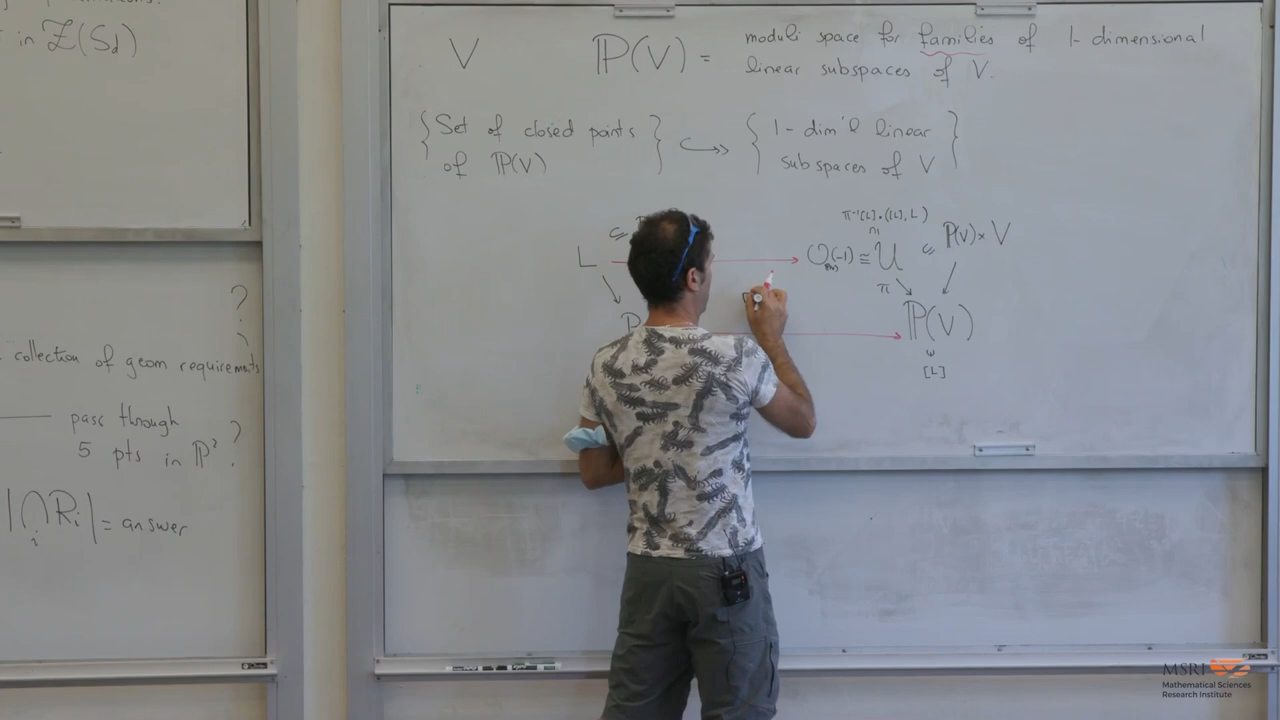 in Z(S_d)
?
collection of geom requirements
pass through
5 pts in ℙ² ?
|⋂_i R_i| = answer
V ℙ(V) = moduli space for families of 1-dimensional
linear subspaces of V.
{ Set of closed points
of ℙ(V) } { 1-dim'l linear
subspaces of V }
π⁻¹[L] = ([L], L)
L ⊆ O_ℙ(V)(-1) ≅ U ⊆ ℙ(V) × V
π
ℙ(V)
[L]
MSRI
Mathematical Sciences
Research Institute